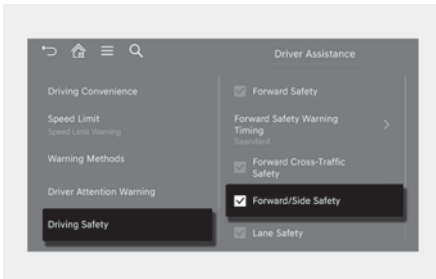 Driver Assistance
Driving Convenience
Speed Limit
Speed Limit Warning
Warning Methods
Driver Attention Warning
Driving Safety
Forward Safety
Forward Safety Warning
Timing
Saandard
Forward Cross-Traffic
Safety
Forward/Side Safety
Lane Safety